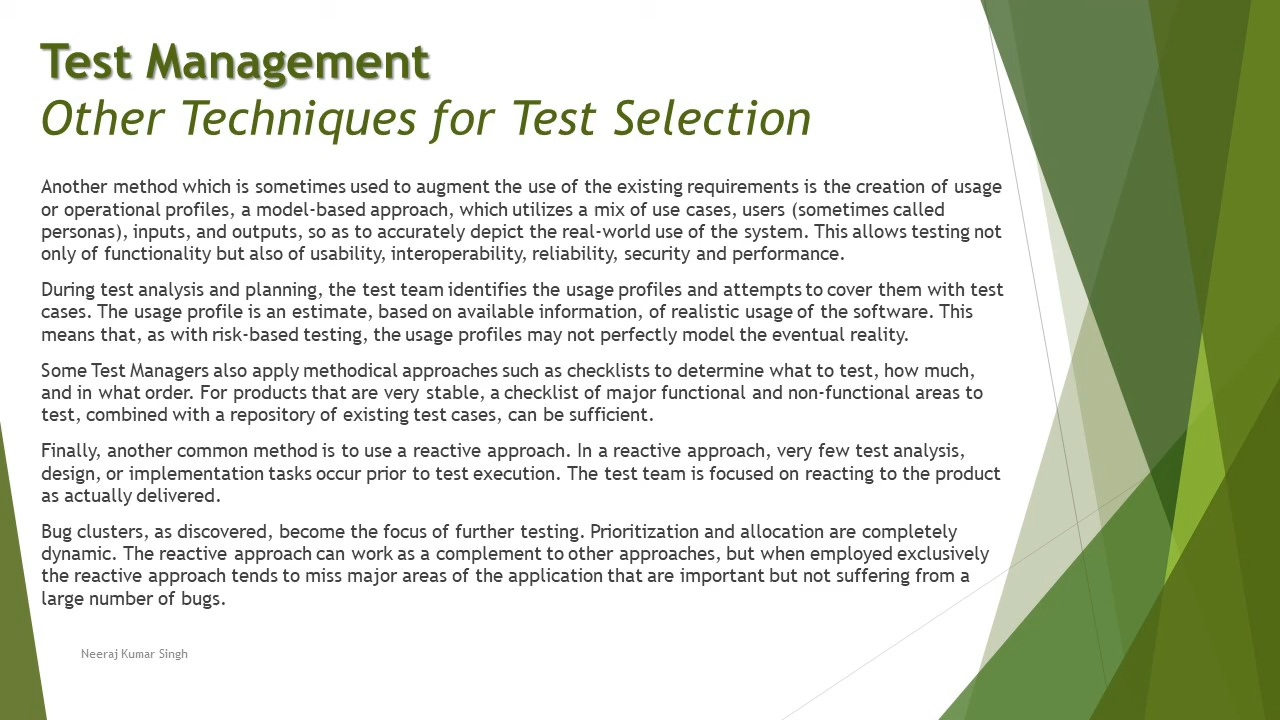 Test Management
Other Techniques for Test Selection
Another method which is sometimes used to augment the use of the existing requirements is the creation of usage
or operational profiles, a model-based approach, which utilizes a mix of use cases, users (sometimes called
personas), inputs, and outputs, so as to accurately depict the real-world use of the system. This allows testing not
only of functionality but also of usability, interoperability, reliability, security and performance.
During test analysis and planning, the test team identifies the usage profiles and attempts to cover them with test
cases. The usage profile is an estimate, based on available information, of realistic usage of the software. This
means that, as with risk-based testing, the usage profiles may not perfectly model the eventual reality.
Some Test Managers also apply methodical approaches such as checklists to determine what to test, how much,
and in what order. For products that are very stable, a checklist of major functional and non-functional areas to
test, combined with a repository of existing test cases, can be sufficient.
Finally, another common method is to use a reactive approach. In a reactive approach, very few test analysis,
design, or implementation tasks occur prior to test execution. The test team is focused on reacting to the product
as actually delivered.
Bug clusters, as discovered, become the focus of further testing. Prioritization and allocation are completely
dynamic. The reactive approach can work as a complement to other approaches, but when employed exclusively
the reactive approach tends to miss major areas of the application that are important but not suffering from a
large number of bugs.
Neeraj Kumar Singh